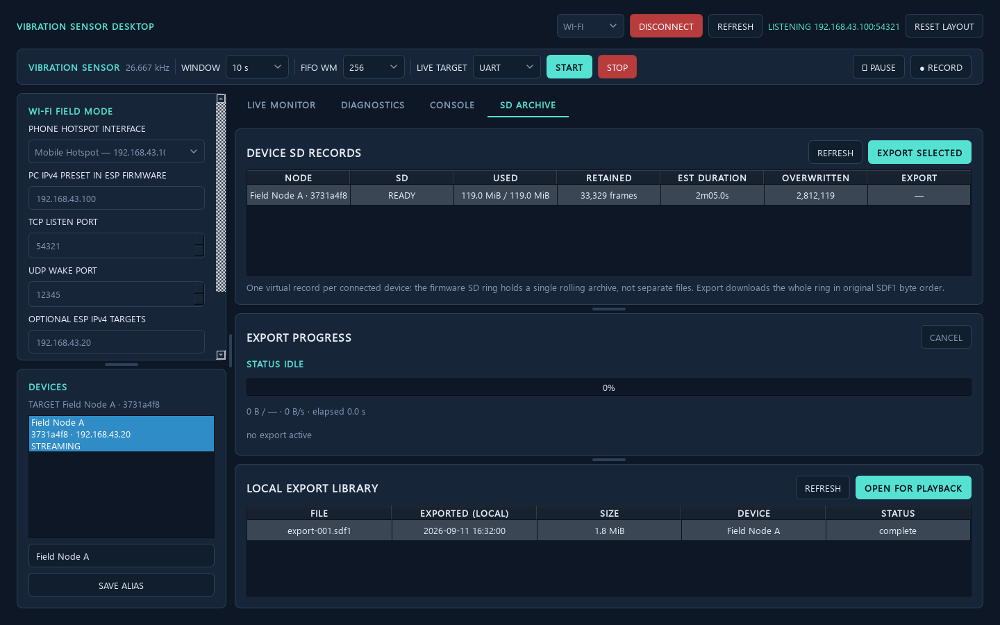 VIBRATION SENSOR DESKTOP
WI-FI
DISCONNECT
REFRESH
LISTENING 192.168.43.100:54321
RESET LAYOUT
VIBRATION SENSOR 26.667 kHz
WINDOW
10 s
FIFO WM
256
LIVE TARGET
UART
START
STOP
PAUSE
● RECORD
WI-FI FIELD MODE
PHONE HOTSPOT INTERFACE
Mobile Hotspot — 192.168.43.10
PC IPv4 PRESET IN ESP FIRMWARE
192.168.43.100
TCP LISTEN PORT
54321
UDP WAKE PORT
12345
OPTIONAL ESP IPv4 TARGETS
192.168.43.20
DEVICES
TARGET Field Node A · 3731a4f8
Field Node A
3731a4f8 · 192.168.43.20
STREAMING
Field Node A
SAVE ALIAS
LIVE MONITOR
DIAGNOSTICS
CONSOLE
SD ARCHIVE
DEVICE SD RECORDS
REFRESH
EXPORT SELECTED
NODE SD USED RETAINED EST DURATION OVERWRITTEN EXPORT
Field Node A · 3731a4f8 READY 119.0 MiB / 119.0 MiB 33,329 frames 2m05.0s 2,812,119 —
One virtual record per connected device: the firmware SD ring holds a single rolling archive, not separate files. Export downloads the whole ring in original SDF1 byte order.
EXPORT PROGRESS
CANCEL
STATUS IDLE
0%
0 B / — · 0 B/s · elapsed 0.0 s
no export active
LOCAL EXPORT LIBRARY
REFRESH
OPEN FOR PLAYBACK
FILE EXPORTED (LOCAL) SIZE DEVICE STATUS
export-001.sdf1 2026-09-11 16:32:00 1.8 MiB Field Node A complete